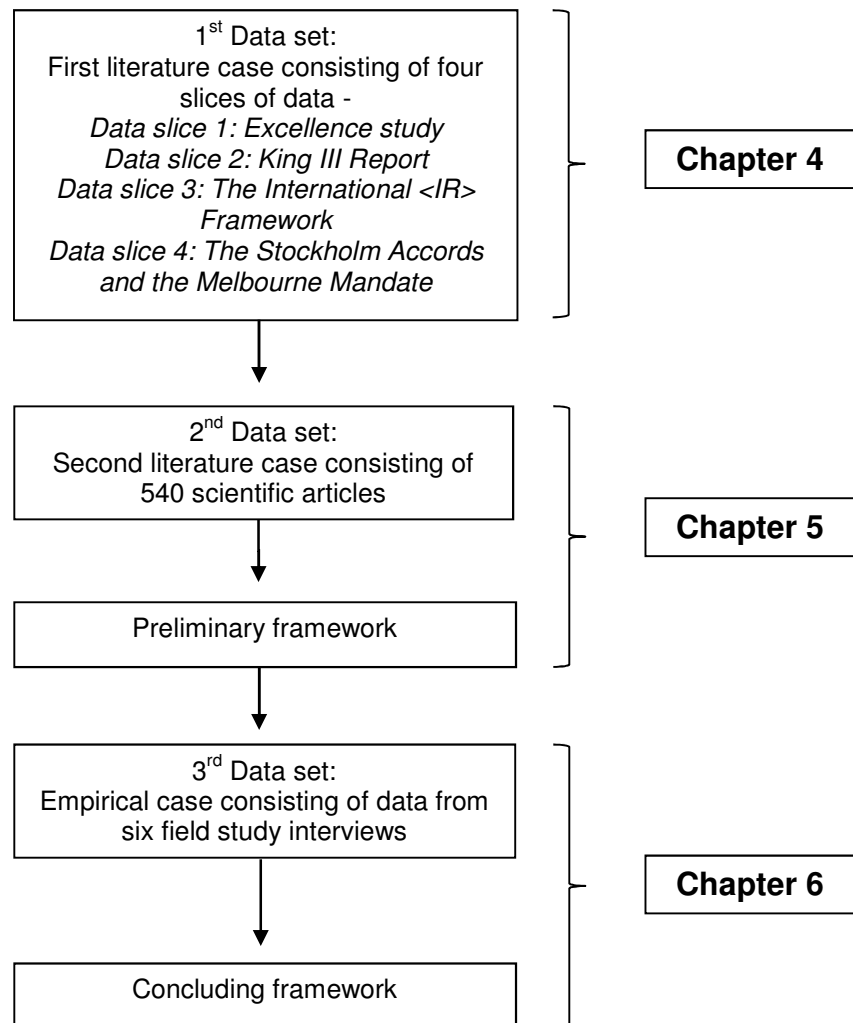 1st Data set:
First literature case consisting of four
slices of data -
Data slice 1: Excellence study
Data slice 2: King III Report
Data slice 3: The International <IR>
Framework
Data slice 4: The Stockholm Accords
and the Melbourne Mandate
Chapter 4
2nd Data set:
Second literature case consisting of
540 scientific articles
Chapter 5
Preliminary framework
3rd Data set:
Empirical case consisting of data from
six field study interviews
Chapter 6
Concluding framework